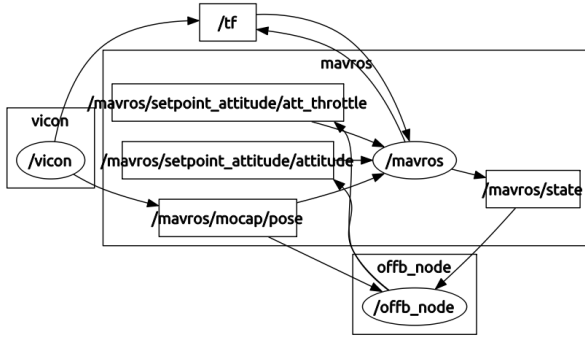 /tf
mavros
/mavros/setpoint_attitude/att_throttle
vicon
/vicon
/mavros/setpoint_attitude/attitude
/mavros
/mavros/state
/mavros/mocap/pose
offb_node
/offb_node